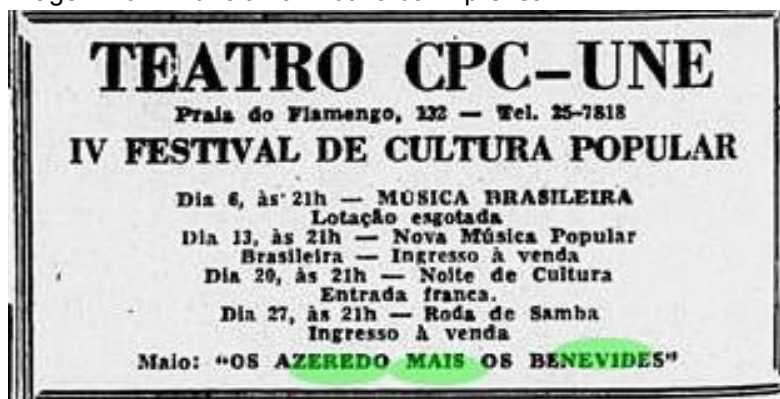 TEATRO CPC-UNE
Praia do Flamengo, 132 — Tel. 25-7818
IV FESTIVAL DE CULTURA POPULAR
Dia 6, às 21h — MÚSICA BRASILEIRA
Lotação esgotada
Dia 13, às 21h — Nova Música Popular
Brasileira — Ingresso à venda
Dia 20, às 21h — Noite de Cultura
Entrada franca.
Dia 27, às 21h — Roda de Samba
Ingresso à venda
Maio: "OS AZEREDO MAIS OS BENEVIDES"